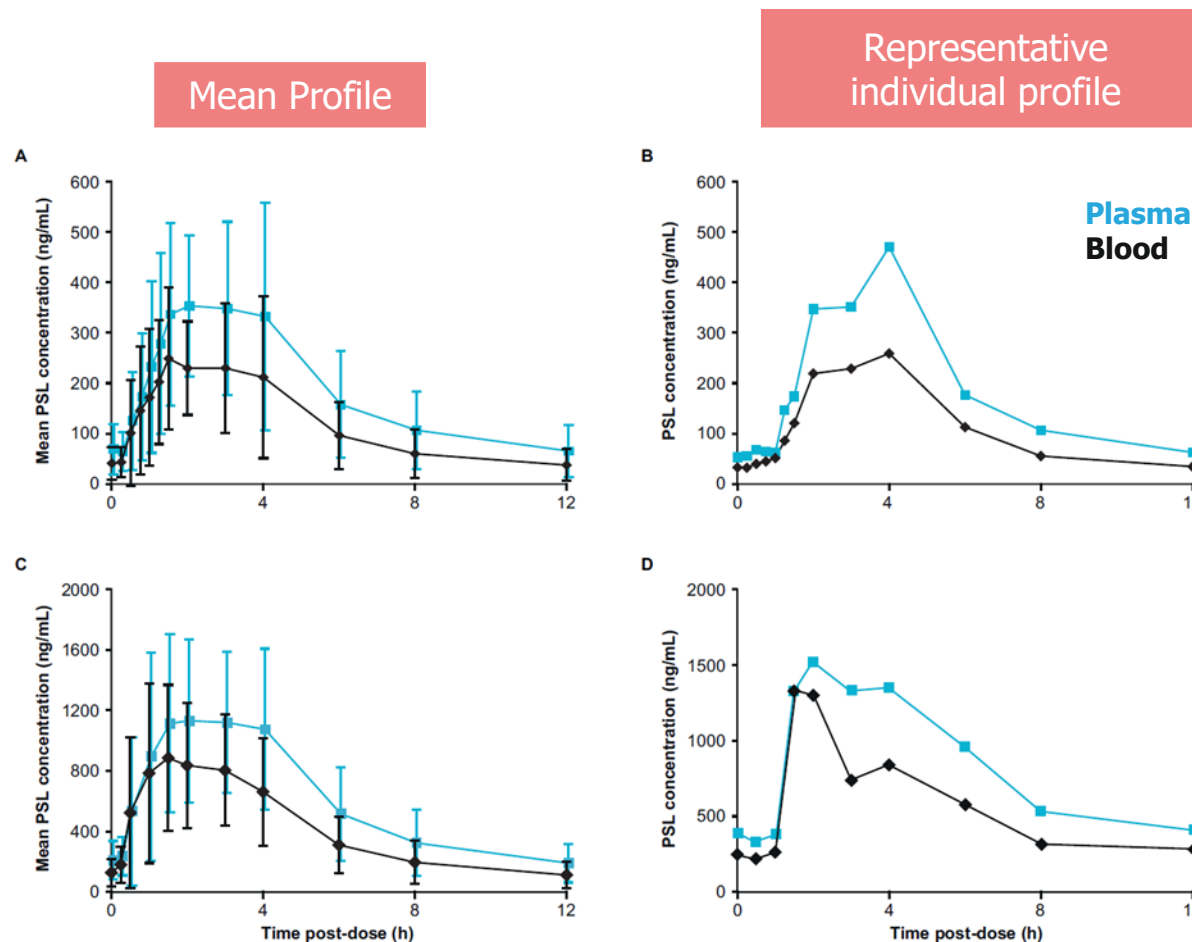 Mean Profile
Representative
individual profile
A
Mean PSL concentration (ng/mL)
600
500
400
300
200
100
0
0
4
8
12
B
PSL concentration (ng/mL)
600
500
400
300
200
100
0
0
4
8
Plasma
Blood
C
Mean PSL concentration (ng/mL)
2000
1600
1200
800
400
0
0
4
8
12
Time post-dose (h)
D
PSL concentration (ng/mL)
2000
1500
1000
500
0
0
4
8
Time post-dose (h)